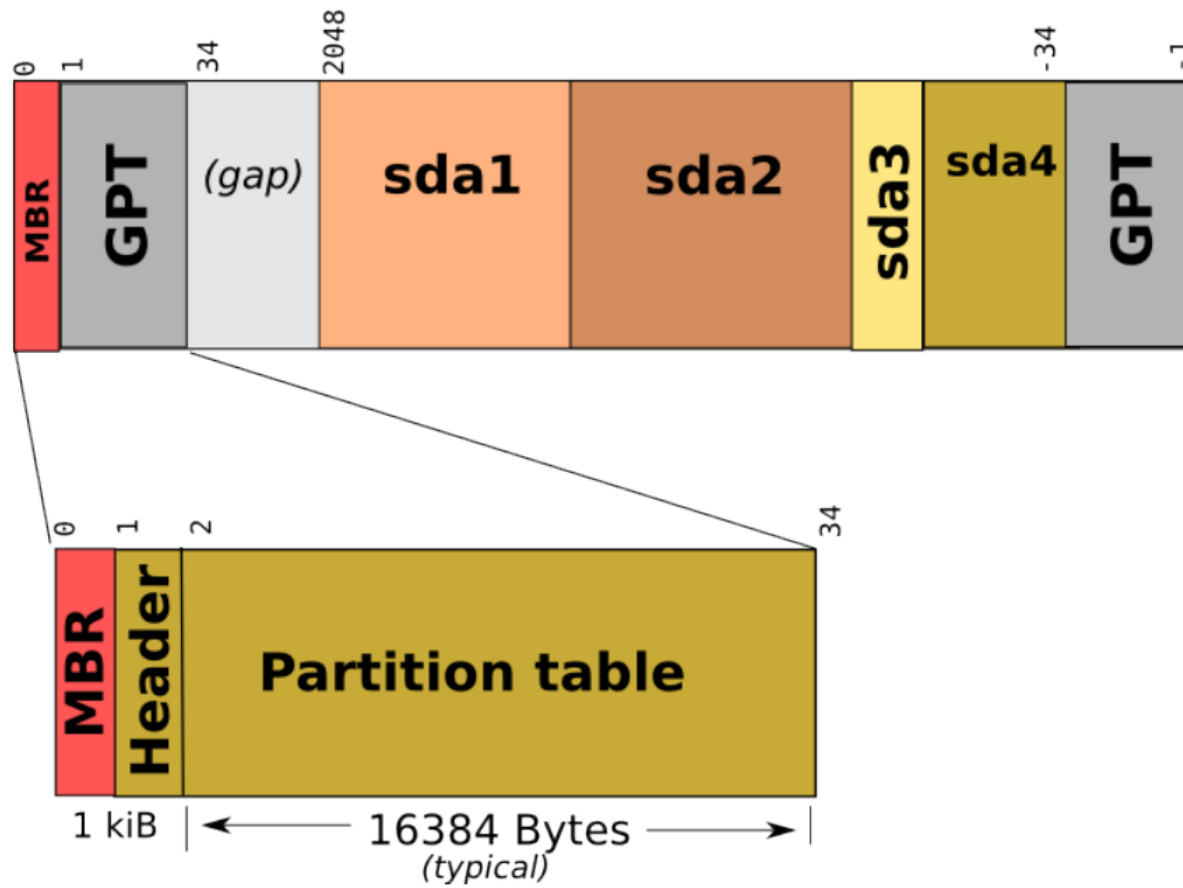 0 1 34 2048 -34 -1
MBR GPT (gap) sda1 sda2 sda3 sda4 GPT
0 1 2 34
MBR Header Partition table
1 kiB 16384 Bytes
(typical)